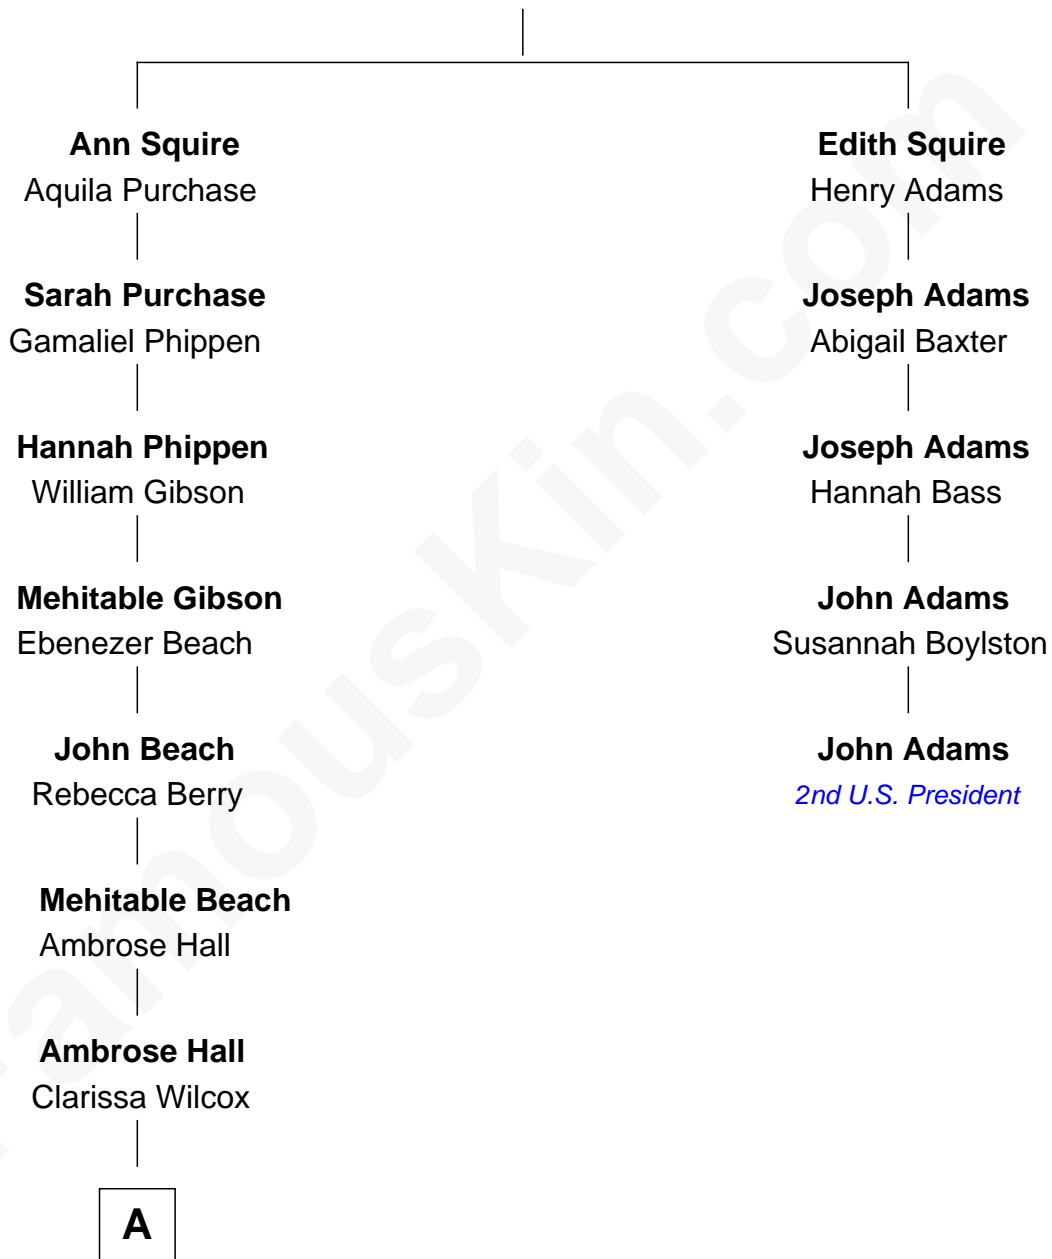 Ann Squire
Aquila Purchase
Sarah Purchase
Gamaliel Phippen
Hannah Phippen
William Gibson
Mehitable Gibson
Ebenezer Beach
John Beach
Rebecca Berry
Mehitable Beach
Ambrose Hall
Ambrose Hall
Clarissa Wilcox
A
Edith Squire
Henry Adams
Joseph Adams
Abigail Baxter
Joseph Adams
Hannah Bass
John Adams
Susannah Boylston
John Adams
2nd U.S. President
FamousKin.com